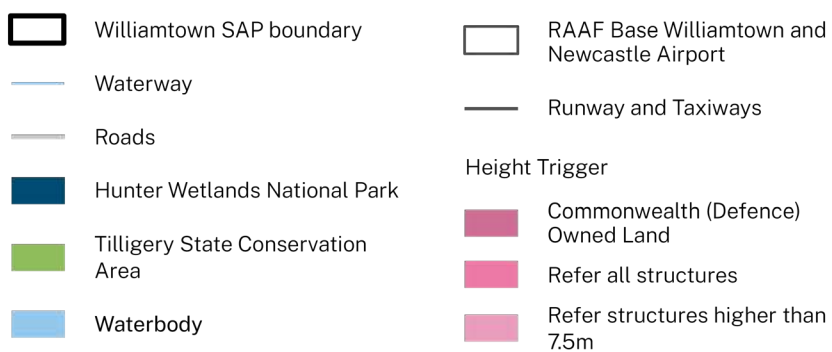 Williamtown SAP boundary
Waterway
Roads
Hunter Wetlands National Park
Tilligery State Conservation
Area
Waterbody
RAAF Base Williamtown and
Newcastle Airport
Runway and Taxiways
Height Trigger
Commonwealth (Defence)
Owned Land
Refer all structures
Refer structures higher than
7.5m